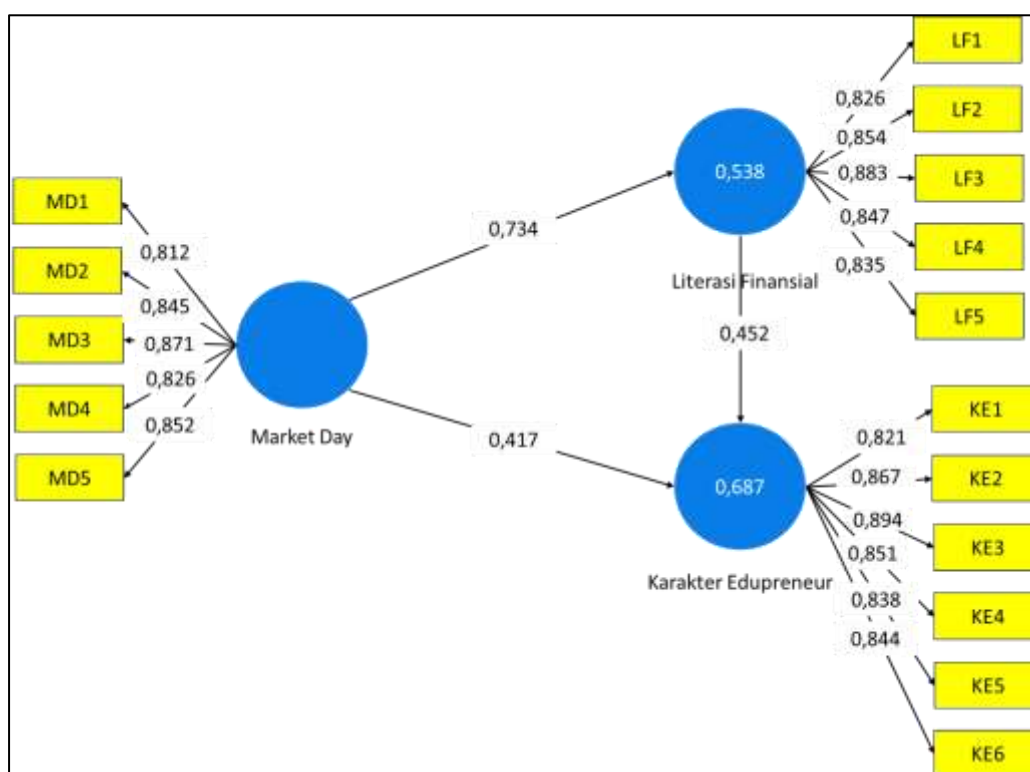 MD1
MD2
MD3
MD4
MD5
0,812
0,845
0,871
0,826
0,852
Market Day
0,734
0,417
0,538
Literasi Finansial
0,452
0,687
Karakter Edupreneur
0,826
0,854
0,883
0,847
0,835
LF1
LF2
LF3
LF4
LF5
0,821
0,867
0,894
0,851
0,838
0,844
KE1
KE2
KE3
KE4
KE5
KE6